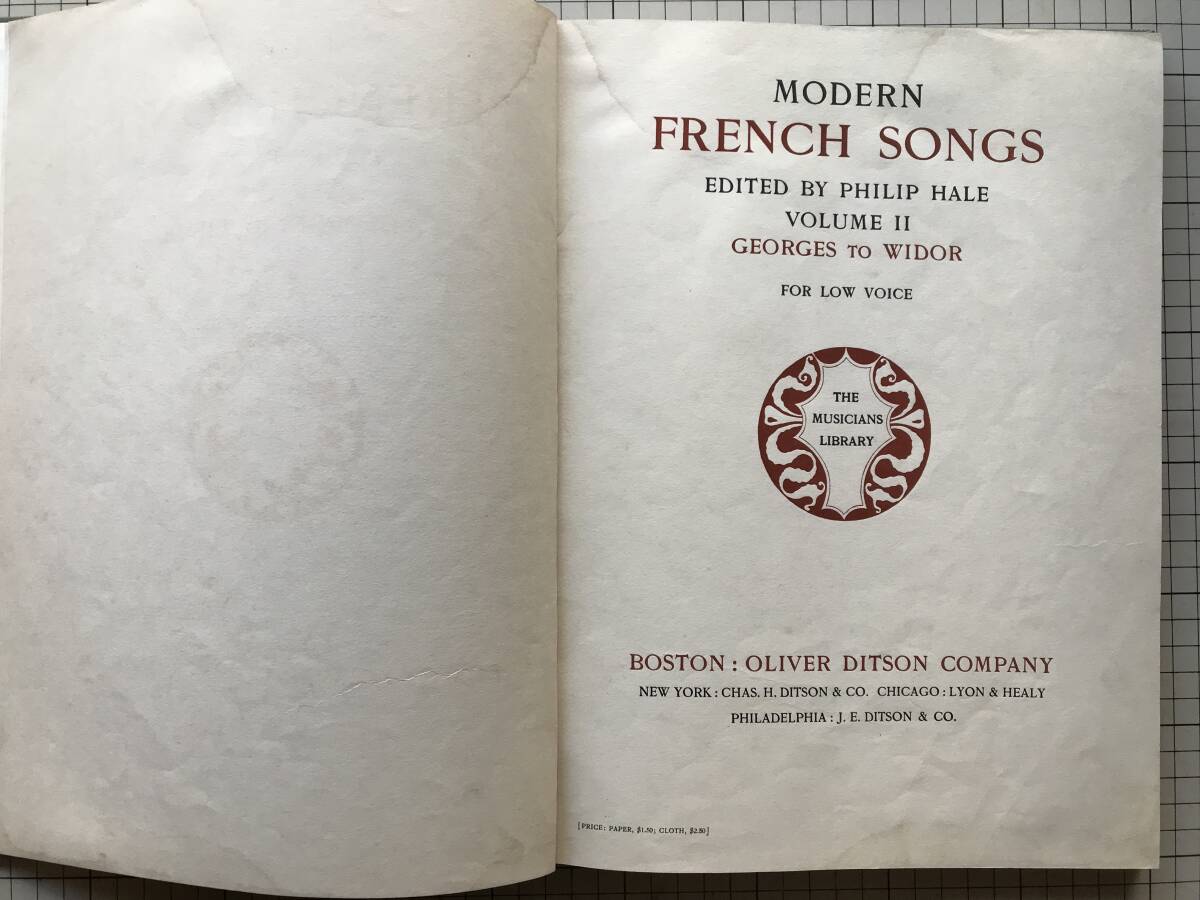 MODERN
FRENCH SONGS
EDITED BY PHILIP HALE
VOLUME II
GEORGES TO WIDOR
FOR LOW VOICE
THE
MUSICIANS
LIBRARY
BOSTON : OLIVER DITSON COMPANY
NEW YORK : CHAS. H. DITSON & CO. CHICAGO : LYON & HEALY
PHILADELPHIA : J. E. DITSON & CO.
[PRICE: PAPER, $1.50; CLOTH, $2.50]